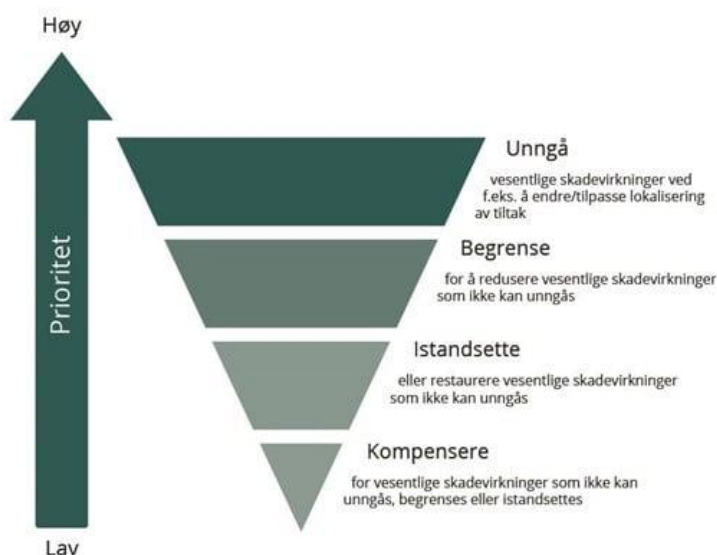 Høy
Prioritet
Unngå
vesentlige skadevirkninger ved
f.eks. å endre/tilpasse lokalisering
av tiltak
Begrense
for å redusere vesentlige skadevirkninger
som ikke kan unngås
Istandsette
eller restaurere vesentlige skadevirkninger
som ikke kan unngås
Kompensere
for vesentlige skadevirkninger som ikke kan
unngås, begrenses eller istandsettes
Lav